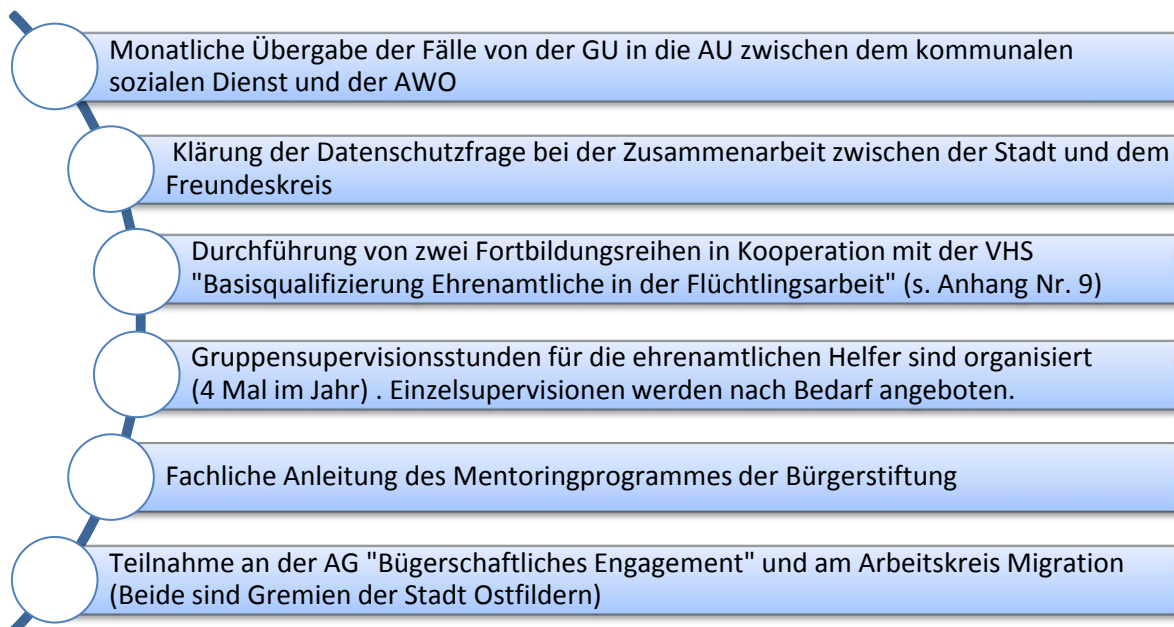 Monatliche Übergabe der Fälle von der GU in die AU zwischen dem kommunalen
sozialen Dienst und der AWO
Klärung der Datenschutzfrage bei der Zusammenarbeit zwischen der Stadt und dem
Freundeskreis
Durchführung von zwei Fortbildungsreihen in Kooperation mit der VHS
"Basisqualifizierung Ehrenamtliche in der Flüchtlingsarbeit" (s. Anhang Nr. 9)
Gruppensupervisionsstunden für die ehrenamtlichen Helfer sind organisiert
(4 Mal im Jahr) . Einzelsupervisionen werden nach Bedarf angeboten.
Fachliche Anleitung des Mentoringprogrammes der Bürgerstiftung
Teilnahme an der AG "Bügerschaftliches Engagement" und am Arbeitskreis Migration
(Beide sind Gremien der Stadt Ostfildern)